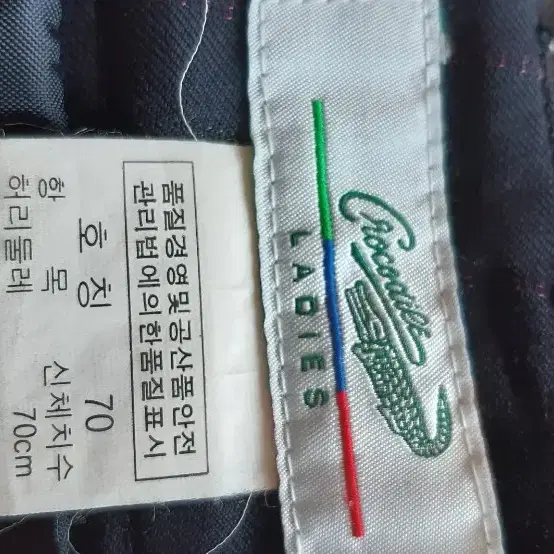 Crocodile
LADIES
품질경영및공산품안전
관리법에의한품질표시
호칭 70
항목 신체치수
허리둘레 70cm